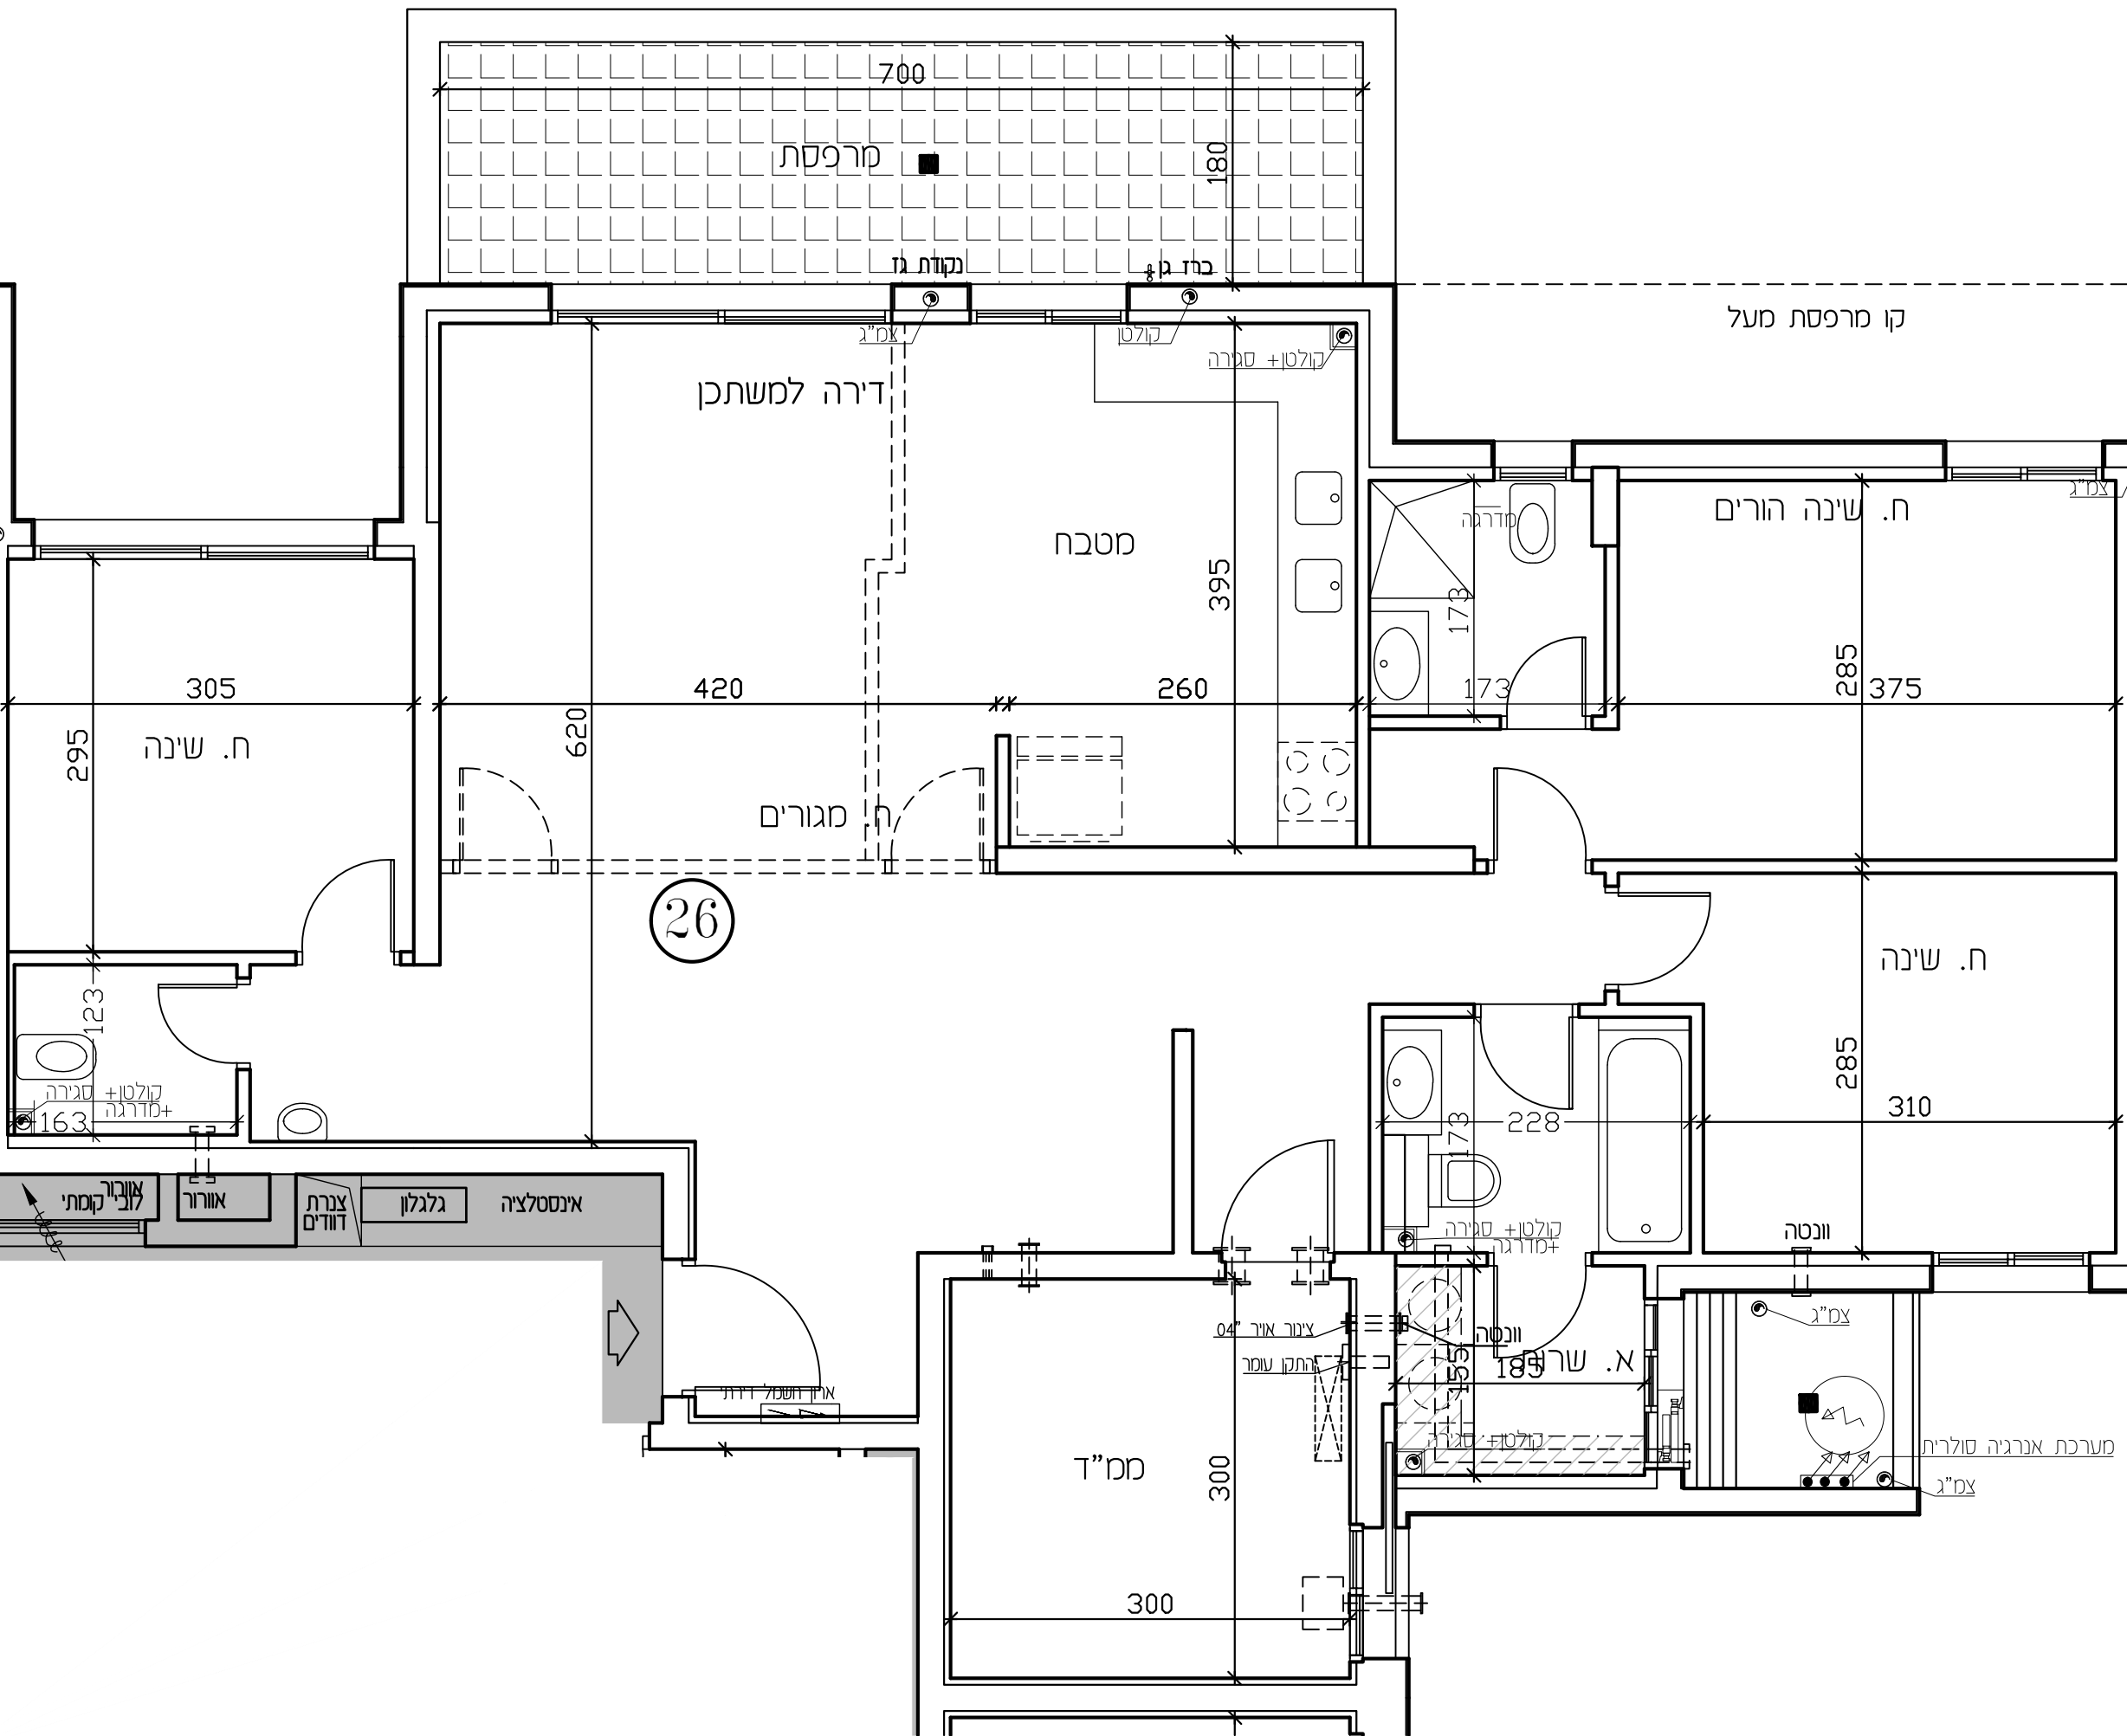 700
מרפסת
180
נקודת גז
ברז גן
קו מרפסת מעל
צמ"ג
קולטן
קולטן+ סגירה
דירה למשתכן
צמ"ג
ח. שינה הורים
מדרגה
מטבח
395
173
285
305
420
260
173
375
620
295
ח. שינה
ח. מגורים
26
ח. שינה
123
285
קולטן+ סגירה
+מדרגה
163
310
228
173
אוורור
לובי קומתי
אוורור
צנרת
דוודים
גלגלון
אינסטלציה
קולטן+ סגירה
+מדרגה
וונטה
צמ"ג
צינור אויר "04
וונטה
התקן עומר
א. שרות
185
155
ארון חשמל דירתי
קולטן+ סגירה
מערכת אנרגיה סולרית
ממ"ד
300
צמ"ג
300